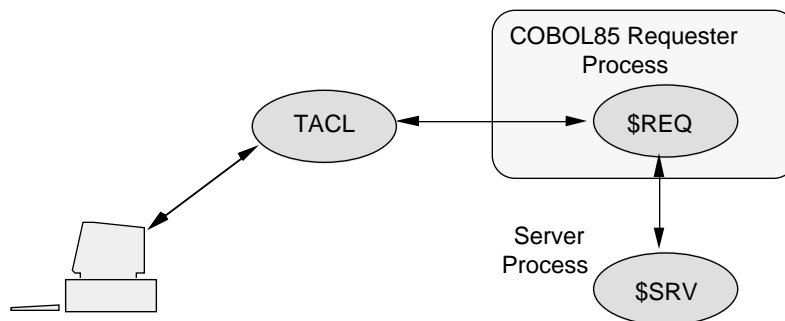 COBOL85 Requester
Process
TACL
$REQ
Server
Process
$SRV